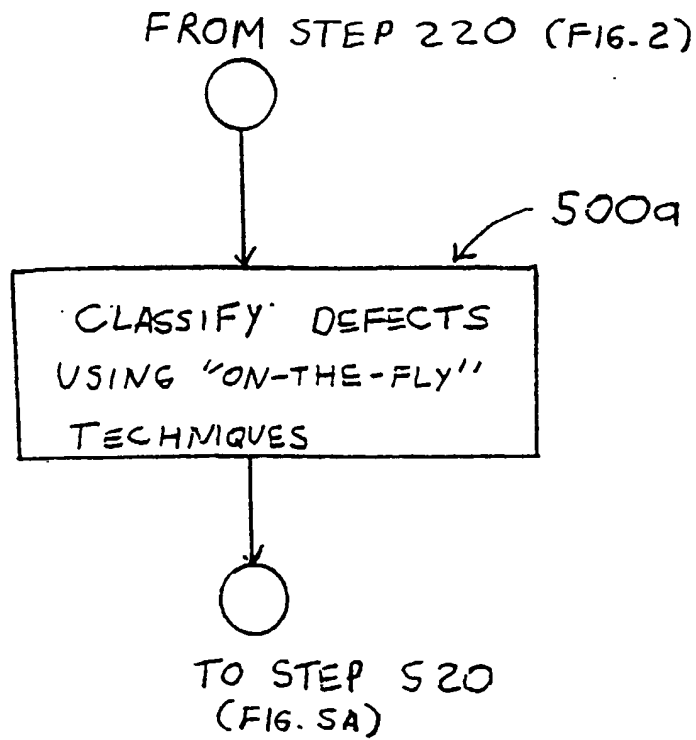 FROM STEP 220 (FIG. 2)
500a
CLASSIFY DEFECTS
USING "ON-THE-FLY"
TECHNIQUES
TO STEP 520
(FIG. 5A)